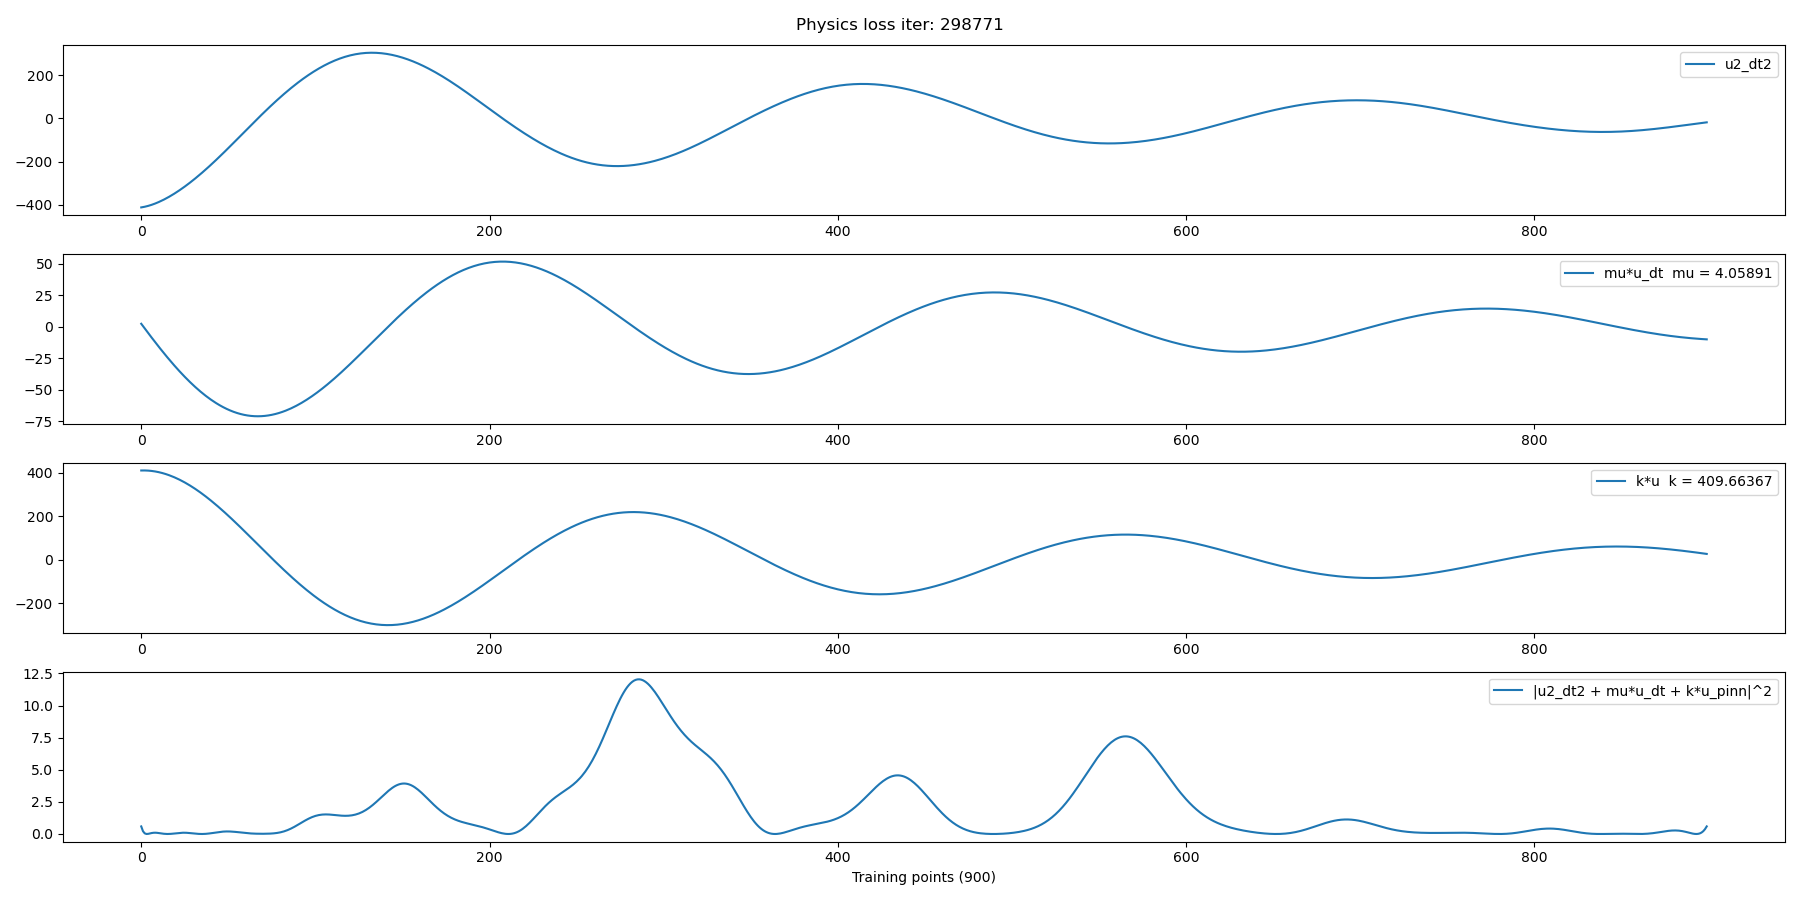 Physics loss iter: 298771
u2_dt2
200
0
−200
−400
0 200 400 600 800
mu*u_dt mu = 4.05891
50
25
0
−25
−50
−75
0 200 400 600 800
k*u k = 409.66367
400
200
0
−200
0 200 400 600 800
|u2_dt2 + mu*u_dt + k*u_pinn|^2
12.5
10.0
7.5
5.0
2.5
0.0
0 200 400 600 800
Training points (900)